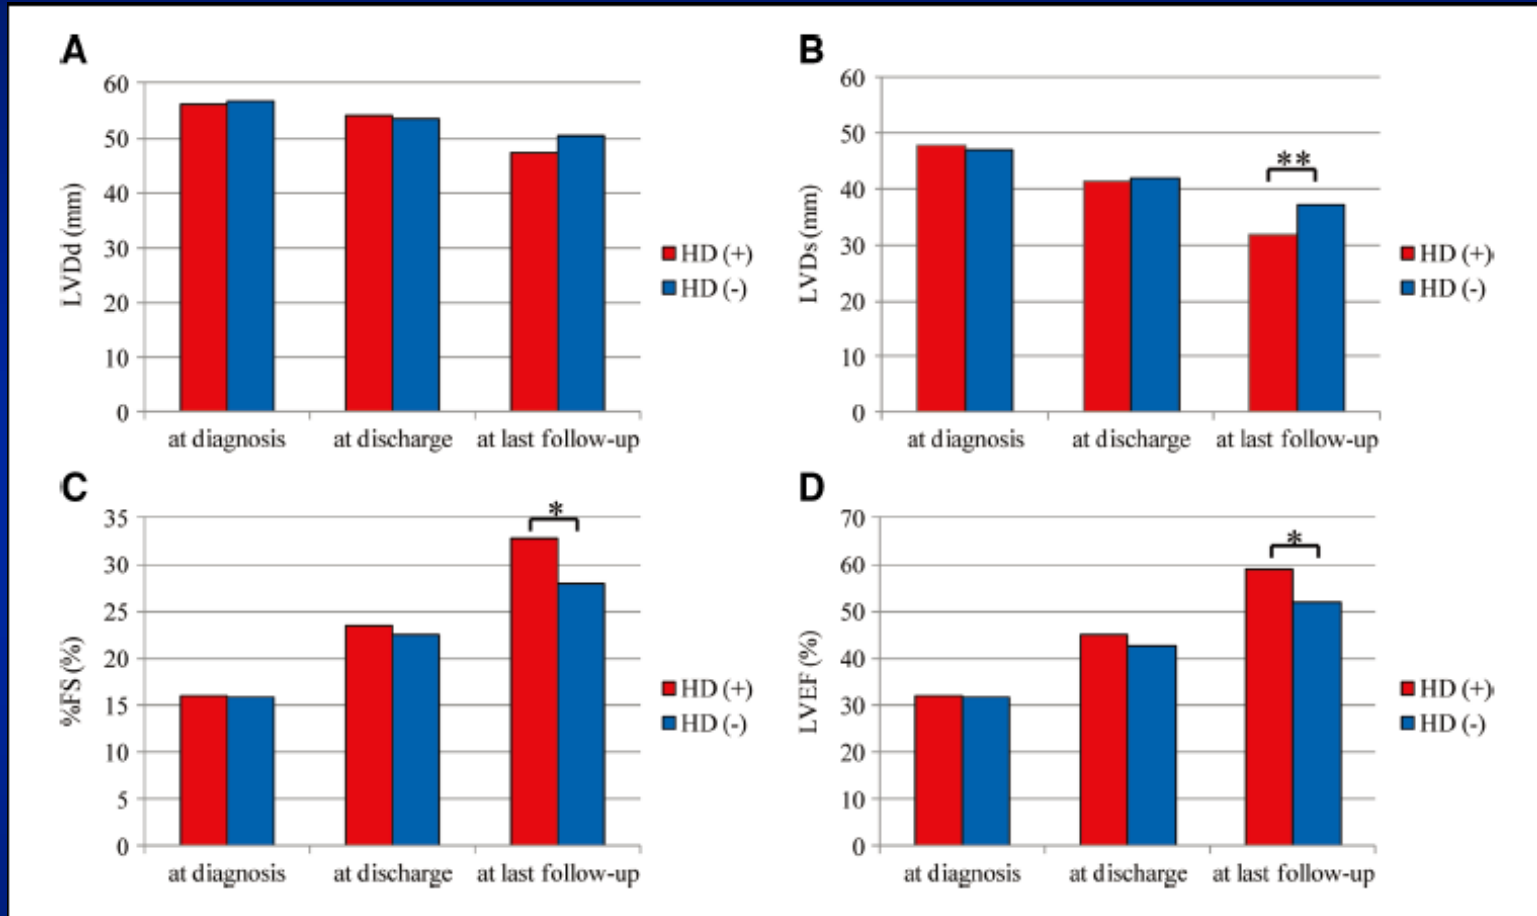 A
60
50
40
30
20
10
0
LVDd (mm)
at diagnosis
at discharge
at last follow-up
HD (+)
HD (-)
B
60
50
40
30
20
10
0
LVDs (mm)
**
at diagnosis
at discharge
at last follow-up
HD (+)
HD (-)
C
35
30
25
20
15
10
5
0
%FS (%)
*
at diagnosis
at discharge
at last follow-up
HD (+)
HD (-)
D
70
60
50
40
30
20
10
0
LVEF (%)
*
at diagnosis
at discharge
at last follow-up
HD (+)
HD (-)